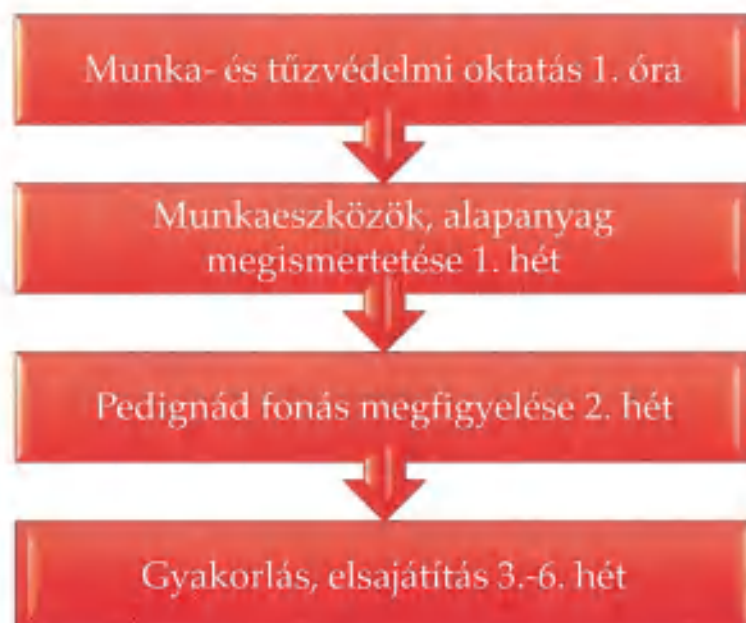 Munka- és tűzvédelmi oktatás 1. óra
Munkaeszközök, alapanyag
megismertetése 1. hét
Pedignád fonás megfigyelése 2. hét
Gyakorlás, elsajátítás 3.-6. hét